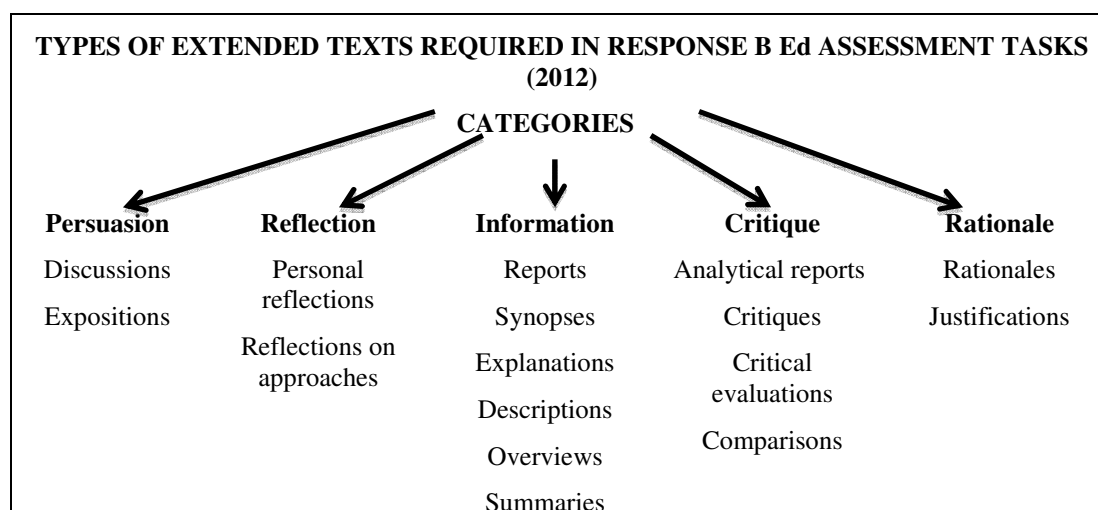 TYPES OF EXTENDED TEXTS REQUIRED IN RESPONSE B Ed ASSESSMENT TASKS
(2012)
CATEGORIES
Persuasion
Discussions
Expositions
Reflection
Personal
reflections
Reflections on
approaches
Information
Reports
Synopses
Explanations
Descriptions
Overviews
Summaries
Critique
Analytical reports
Critiques
Critical
evaluations
Comparisons
Rationale
Rationales
Justifications